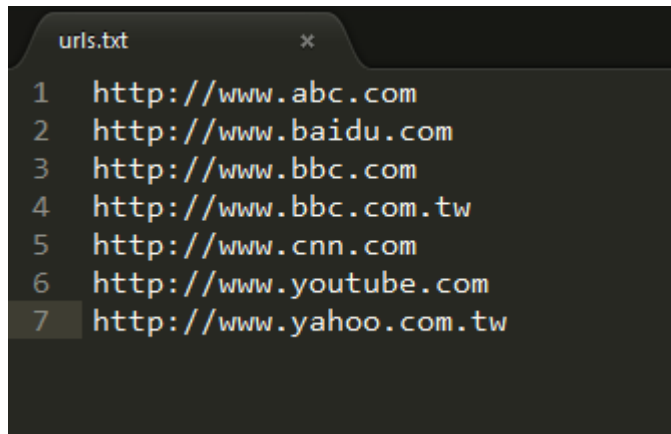 urls.txt ×
1 http://www.abc.com
2 http://www.baidu.com
3 http://www.bbc.com
4 http://www.bbc.com.tw
5 http://www.cnn.com
6 http://www.youtube.com
7 http://www.yahoo.com.tw